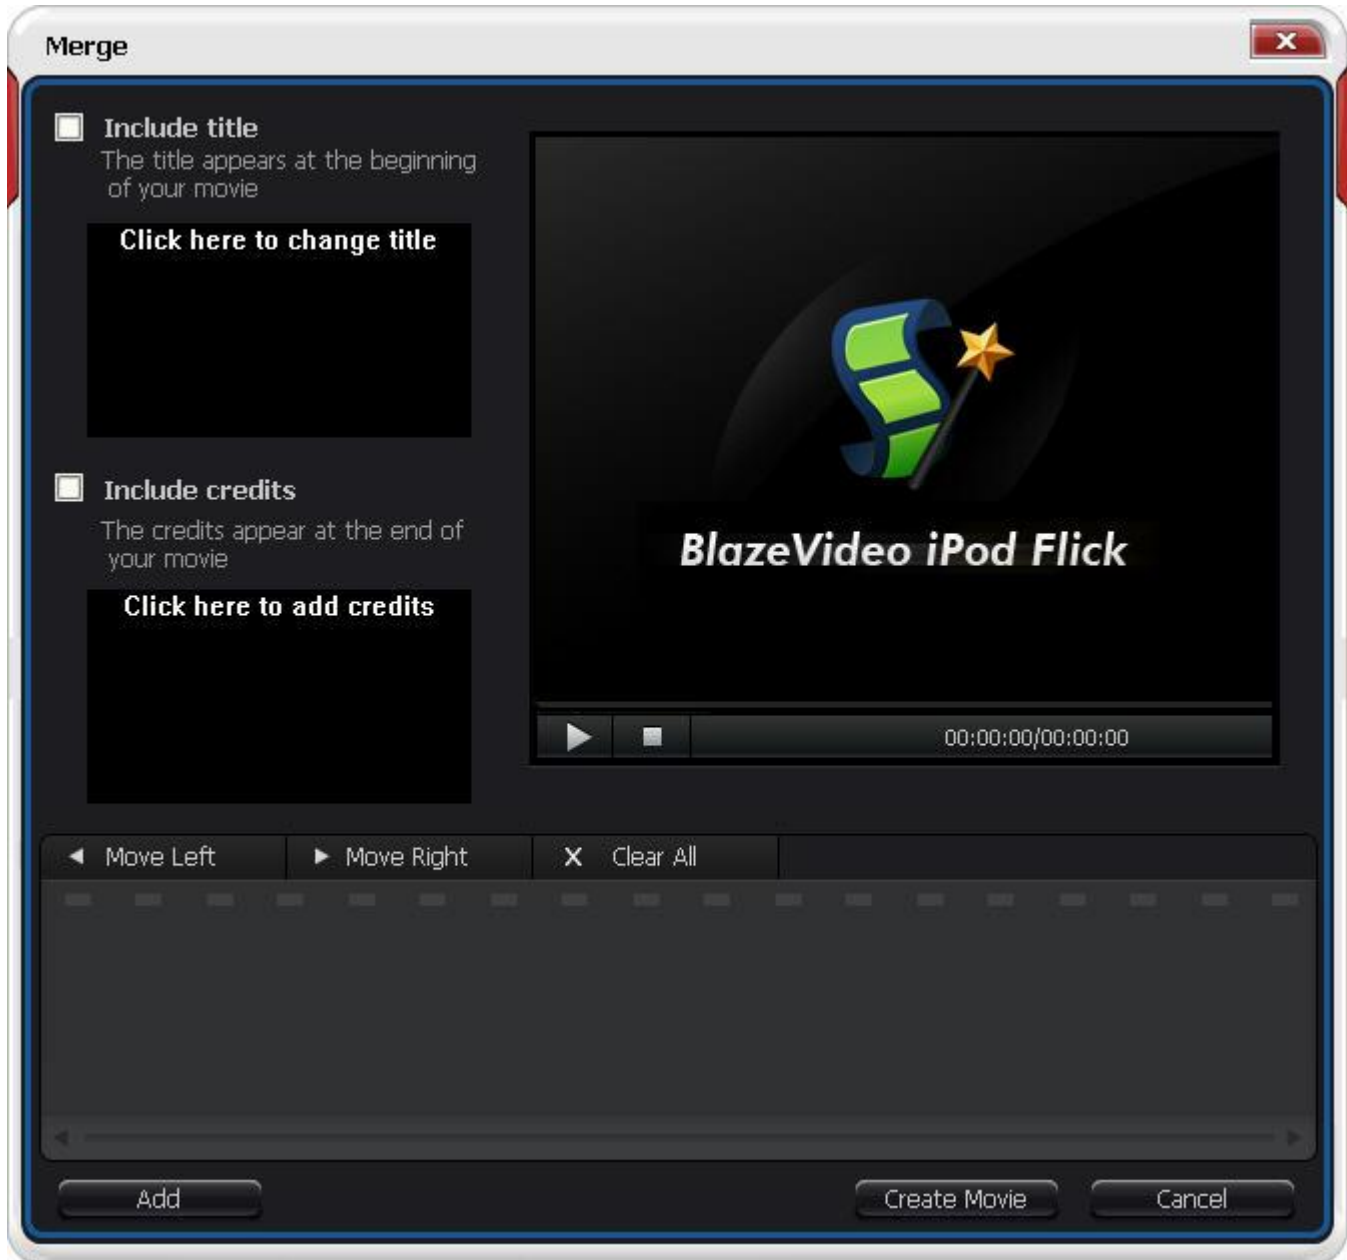 Merge
Include title
The title appears at the beginning
of your movie
Click here to change title
Include credits
The credits appear at the end of
your movie
Click here to add credits
BlazeVideo iPod Flick
00:00:00/00:00:00
Move Left
Move Right
X Clear All
Add
Create Movie
Cancel